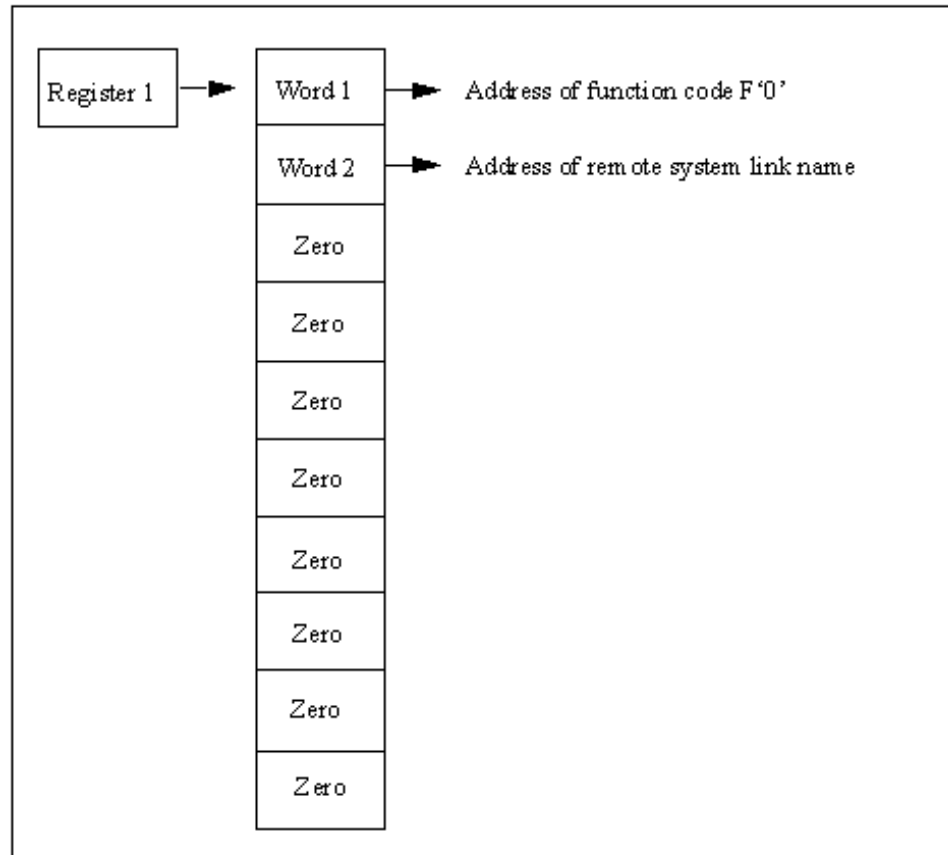 Register 1
Word 1
Address of function code F‘0’
Word 2
Address of remote system link name
Zero
Zero
Zero
Zero
Zero
Zero
Zero
Zero